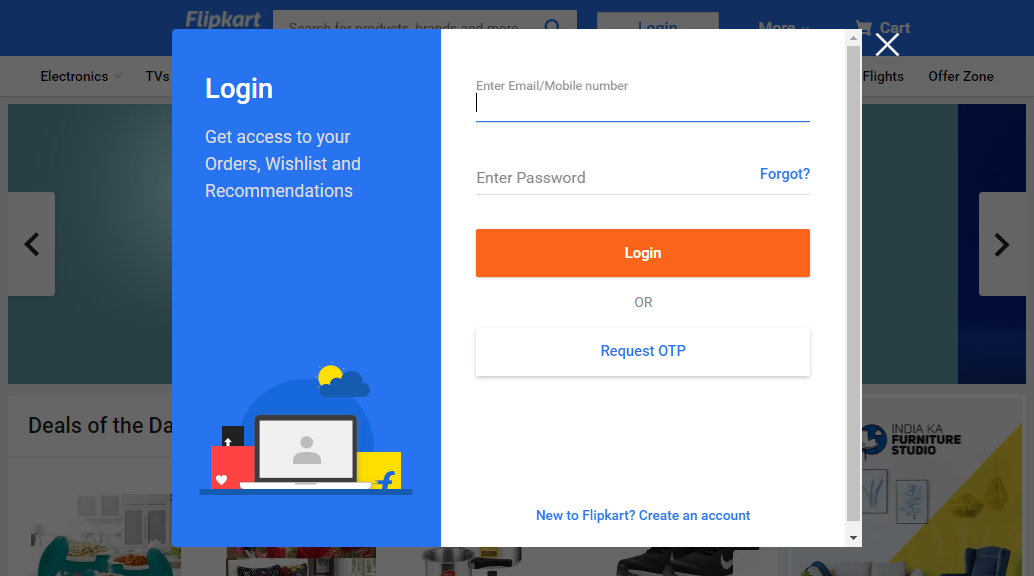 Flipkart
Search for products, brands and more
Login
More
Cart
Electronics
TVs
Flights
Offer Zone
Login
Get access to your
Orders, Wishlist and
Recommendations
Enter Email/Mobile number
Enter Password
Forgot?
Login
OR
Request OTP
New to Flipkart? Create an account
Deals of the Da
INDIA KA
FURNITURE
STUDIO